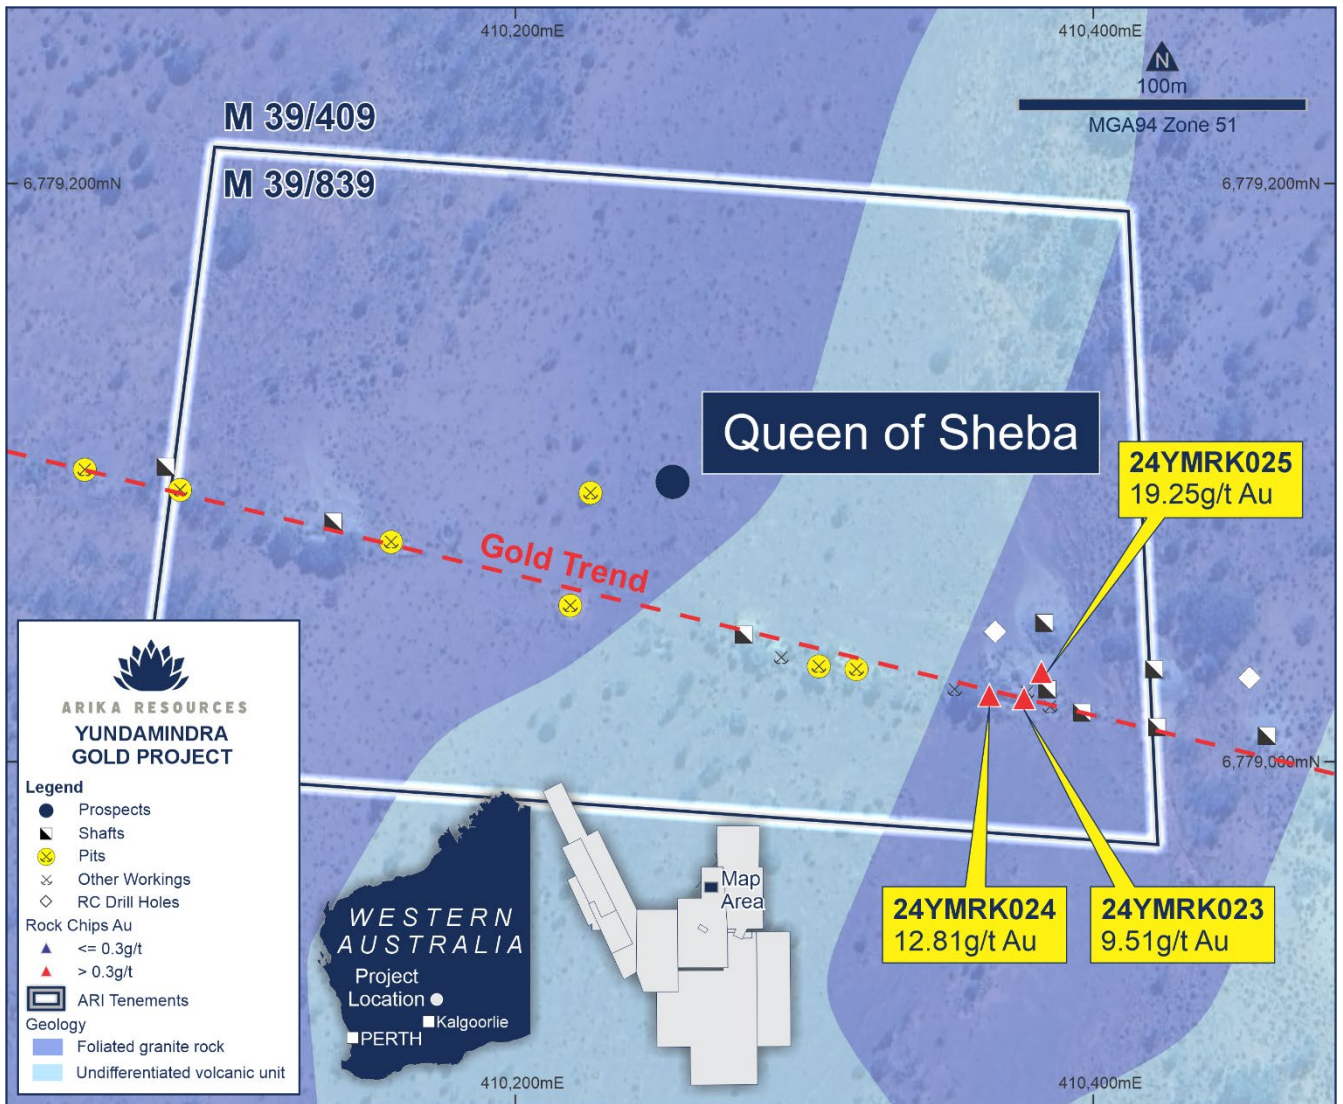 410,200mE
410,400mE
N
100m
MGA94 Zone 51
M 39/409
M 39/839
6,779,200mN
6,779,200mN
Queen of Sheba
24YMRK025
19.25g/t Au
Gold Trend
6,779,000mN
24YMRK024
12.81g/t Au
24YMRK023
9.51g/t Au
ARIKA RESOURCES
YUNDAMINDRA
GOLD PROJECT
Legend
Prospects
Shafts
Pits
Other Workings
RC Drill Holes
Rock Chips Au
<= 0.3g/t
> 0.3g/t
ARI Tenements
Geology
Foliated granite rock
Undifferentiated volcanic unit
WESTERN
AUSTRALIA
Project
Location
Kalgoorlie
PERTH
Map
Area
410,200mE
410,400mE